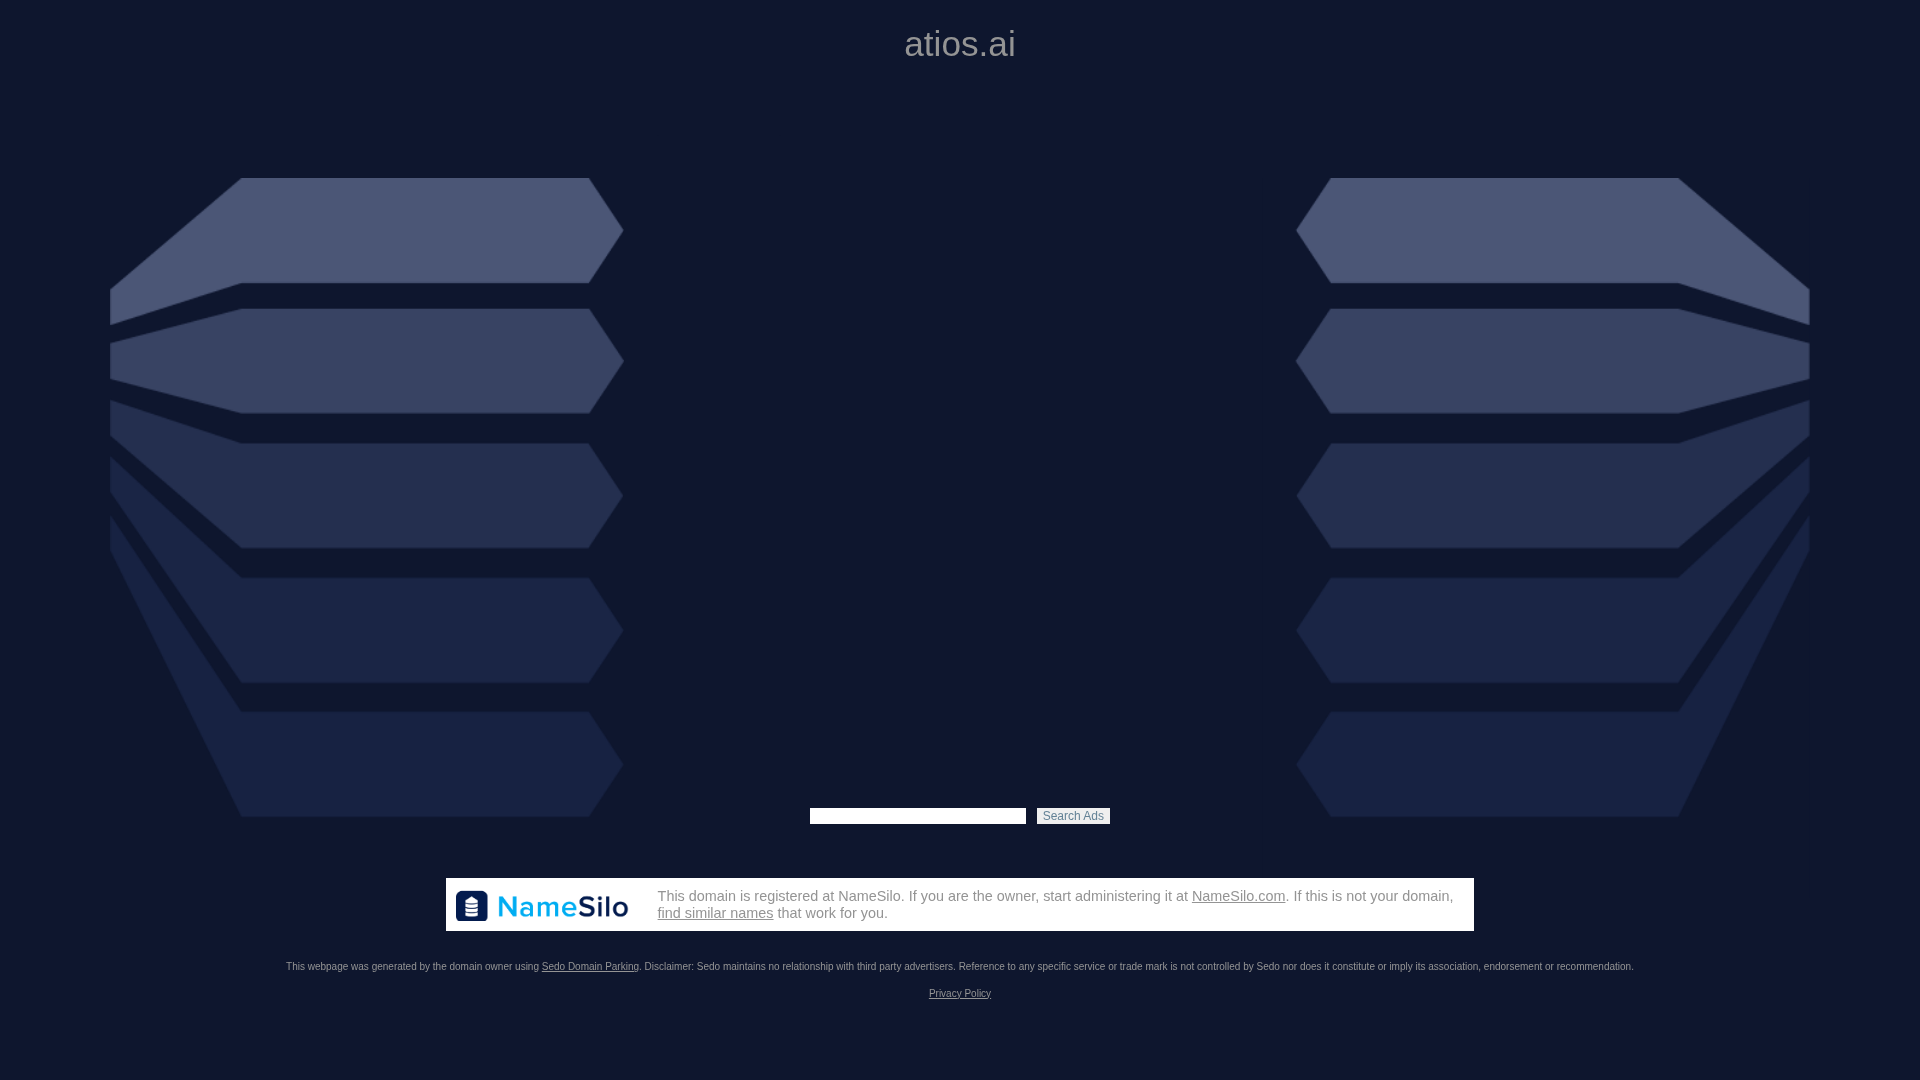 atios.ai
Search Ads
NameSilo
This domain is registered at NameSilo. If you are the owner, start administering it at NameSilo.com. If this is not your domain,
find similar names that work for you.
This webpage was generated by the domain owner using Sedo Domain Parking. Disclaimer: Sedo maintains no relationship with third party advertisers. Reference to any specific service or trade mark is not controlled by Sedo nor does it constitute or imply its association, endorsement or recommendation.
Privacy Policy